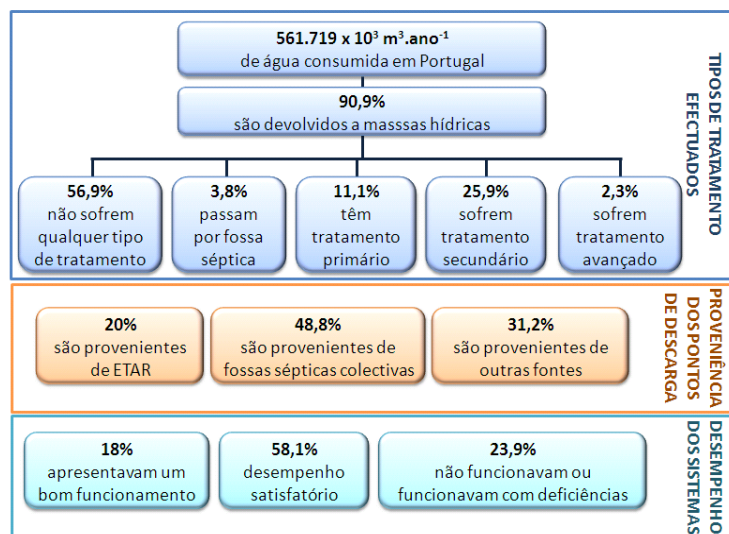 561.719 x 10³ m³.ano⁻¹
de água consumida em Portugal
90,9%
são devolvidos a masssas hídricas
56,9%
não sofrem
qualquer tipo
de tratamento
3,8%
passam
por fossa
séptica
11,1%
têm
tratamento
primário
25,9%
sofrem
tratamento
secundário
2,3%
sofrem
tratamento
avançado
TIPOS DE TRATAMENTO
EFECTUADOS
20%
são provenientes
de ETAR
48,8%
são provenientes de
fossas sépticas colectivas
31,2%
são provenientes de
outras fontes
PROVENIÊNCIA
DOS PONTOS
DE DESCARGA
18%
apresentavam um
bom funcionamento
58,1%
desempenho
satisfatório
23,9%
não funcionavam ou
funcionavam com deficiências
DESEMPENHO
DOS SISTEMAS